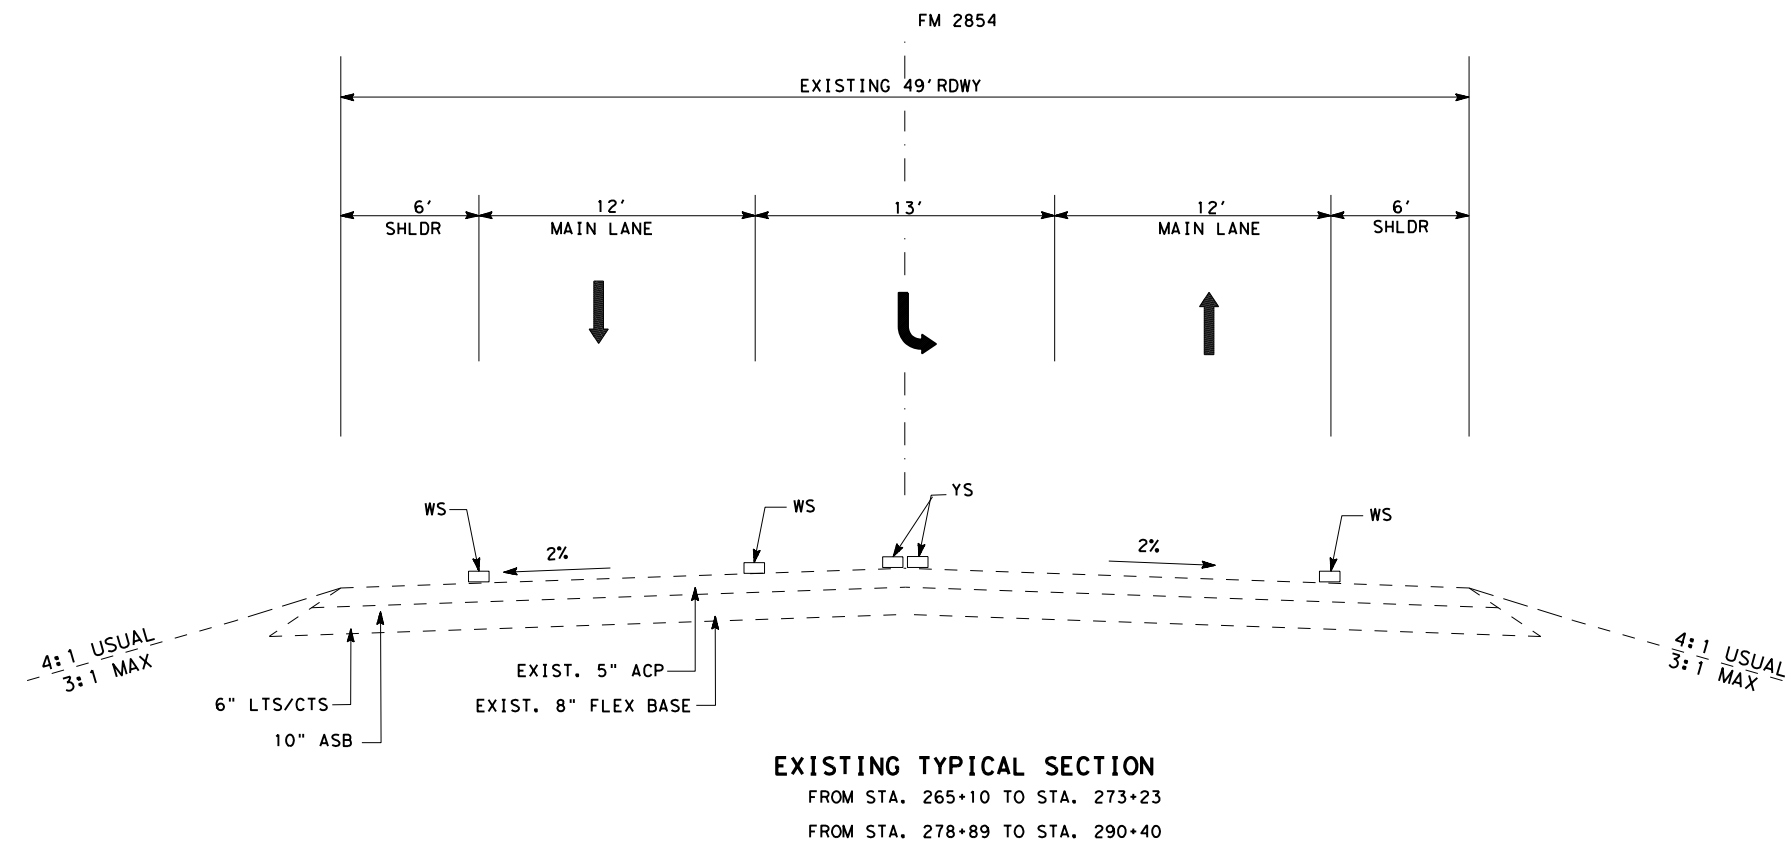 FM 2854
EXISTING 49' RDWY
6'
SHLDR
12'
MAIN LANE
13'
12'
MAIN LANE
6'
SHLDR
WS
WS
YS
WS
2%
2%
4:1 USUAL
3:1 MAX
4:1 USUAL
3:1 MAX
EXIST. 5" ACP
6" LTS/CTS
EXIST. 8" FLEX BASE
10" ASB
EXISTING TYPICAL SECTION
FROM STA. 265+10 TO STA. 273+23
FROM STA. 278+89 TO STA. 290+40